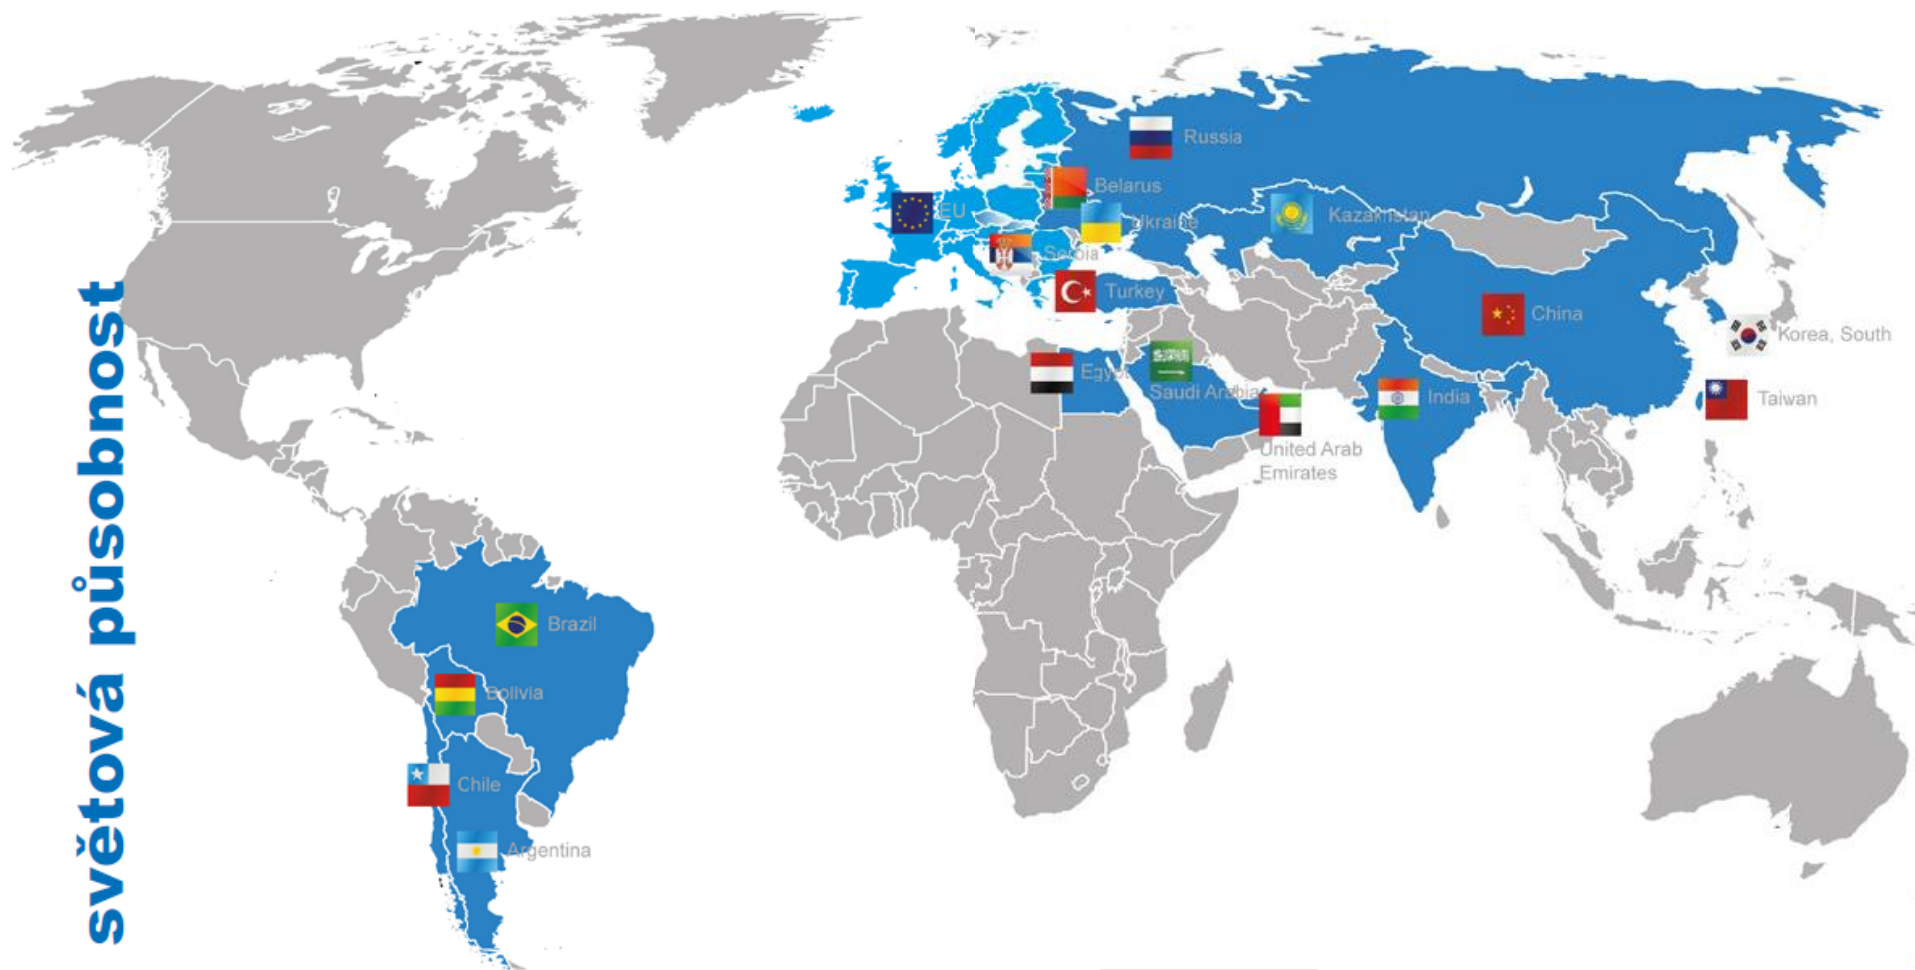 světová působnost
Russia
Belarus
EU
Ukraine
Kazakhstan
Serbia
Turkey
China
Korea, South
Egypt
Saudi Arabia
India
Taiwan
United Arab
Emirates
Brazil
Bolivia
Chile
Argentina